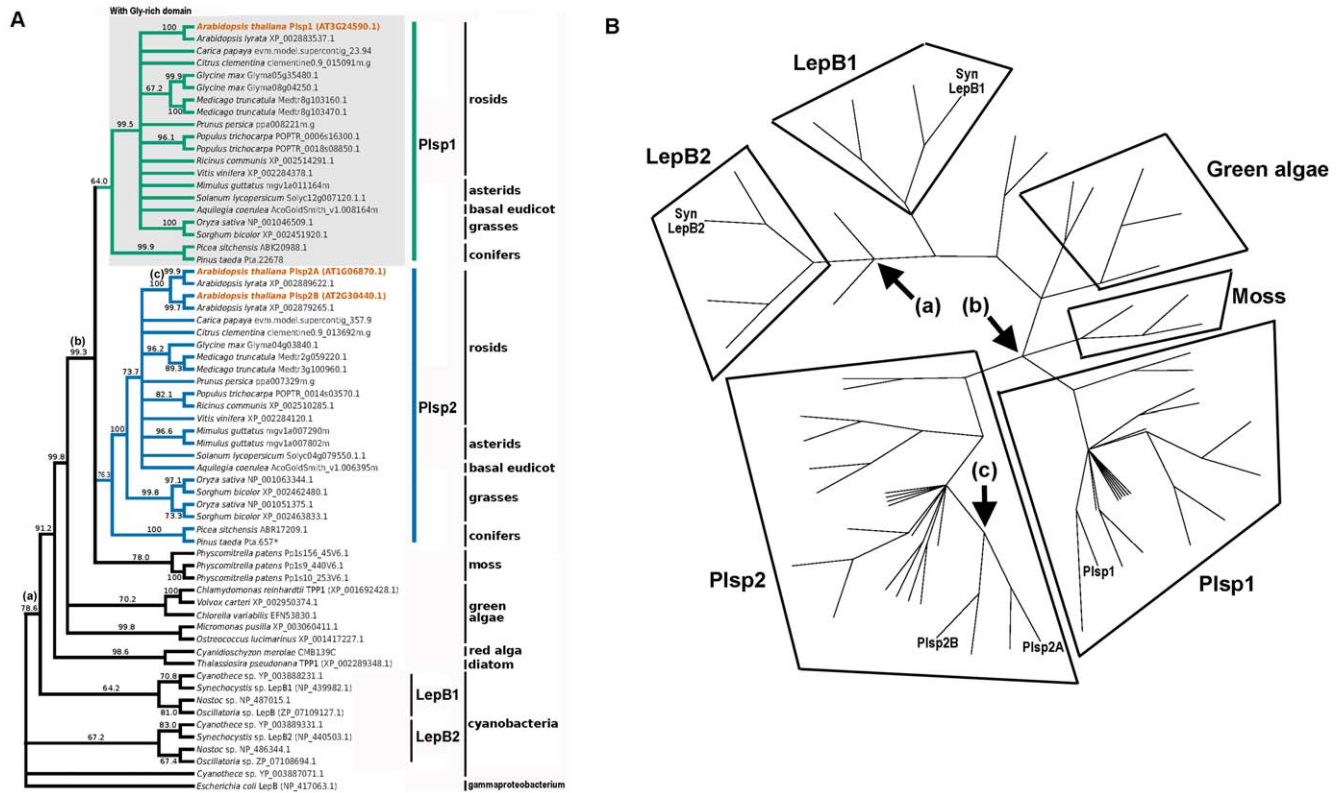 A
With Gly-rich domain
100
Arabidopsis thaliana Plsp1 (AT3G24590.1)
Arabidopsis lyrata XP_002883537.1
Carica papaya evm.model.supercontig_23.94
Citrus clementina clementine0.9_015091m.g
99.9
Glycine max Glyma05g35480.1
67.2
Glycine max Glyma08g04250.1
Medicago truncatula Medtr8g103160.1
100
Medicago truncatula Medtr8g103470.1
99.5
Prunus persica ppa008221m.g
96.1
Populus trichocarpa POPTR_0006s16300.1
Populus trichocarpa POPTR_0018s08850.1
Ricinus communis XP_002514291.1
Vitis vinifera XP_002284378.1
64.0
Mimulus guttatus mgv1a011164m
Solanum lycopersicum Solyc12g007120.1.1
Aquilegia coerulea AcoGoldSmith_v1.008164m
100
Oryza sativa NP_001046509.1
Sorghum bicolor XP_002451920.1
99.9
Picea sitchensis ABK20988.1
Pinus taeda Pta.22678
Plsp1
rosids
asterids
basal eudicot
grasses
conifers
(c)
99.9
Arabidopsis thaliana Plsp2A (AT1G06870.1)
100
Arabidopsis lyrata XP_002889622.1
Arabidopsis thaliana Plsp2B (AT2G30440.1)
99.7
Arabidopsis lyrata XP_002879265.1
Carica papaya evm.model.supercontig_357.9
Citrus clementina clementine0.9_013692m.g
(b)
99.3
96.2
Glycine max Glyma04g03840.1
Medicago truncatula Medtr2g059220.1
89.3
Medicago truncatula Medtr3g100960.1
73.7
Prunus persica ppa007329m.g
82.1
Populus trichocarpa POPTR_0014s03570.1
Ricinus communis XP_002510285.1
Vitis vinifera XP_002284120.1
100
96.6
Mimulus guttatus mgv1a007290m
Mimulus guttatus mgv1a007802m
Solanum lycopersicum Solyc04g079550.1.1
99.8
76.3
Aquilegia coerulea AcoGoldSmith_v1.006395m
97.1
Oryza sativa NP_001063344.1
99.8
Sorghum bicolor XP_002462480.1
Oryza sativa NP_001051375.1
73.3
Sorghum bicolor XP_002463833.1
100
Picea sitchensis ABR17209.1
Pinus taeda Pta.657*
Plsp2
rosids
asterids
basal eudicot
grasses
conifers
91.2
78.0
Physcomitrella patens Pp1s156_45V6.1
Physcomitrella patens Pp1s9_440V6.1
100
Physcomitrella patens Pp1s10_253V6.1
moss
(a)
78.6
100
Chlamydomonas reinhardtii TPP1 (XP_001692428.1)
70.2
Volvox carteri XP_002950374.1
Chlorella variabilis EFN53830.1
99.8
Micromonas pusilla XP_003060411.1
Ostreococcus lucimarinus XP_001417227.1
green
algae
98.6
Cyanidioschyzon merolae CMB139C
Thalassiosira pseudonana TPP1 (XP_002289348.1)
red alga
diatom
70.8
Cyanothece sp. YP_003888231.1
64.2
Synechocystis sp. LepB1 (NP_439982.1)
Nostoc sp. NP_487015.1
81.0
Oscillatoria sp. LepB (ZP_07109127.1)
LepB1
83.0
Cyanothece sp. YP_003889331.1
67.2
Synechocystis sp. LepB2 (NP_440503.1)
Nostoc sp. NP_486344.1
67.4
Oscillatoria sp. ZP_07108694.1
LepB2
cyanobacteria
Cyanothece sp. YP_003887071.1
Escherichia coli LepB (NP_417063.1)
gammaproteobacterium
B
LepB1
Syn
LepB1
LepB2
Syn
LepB2
Green algae
Moss
(a)
(b)
(c)
Plsp2
Plsp2B
Plsp2A
Plsp1
Plsp1